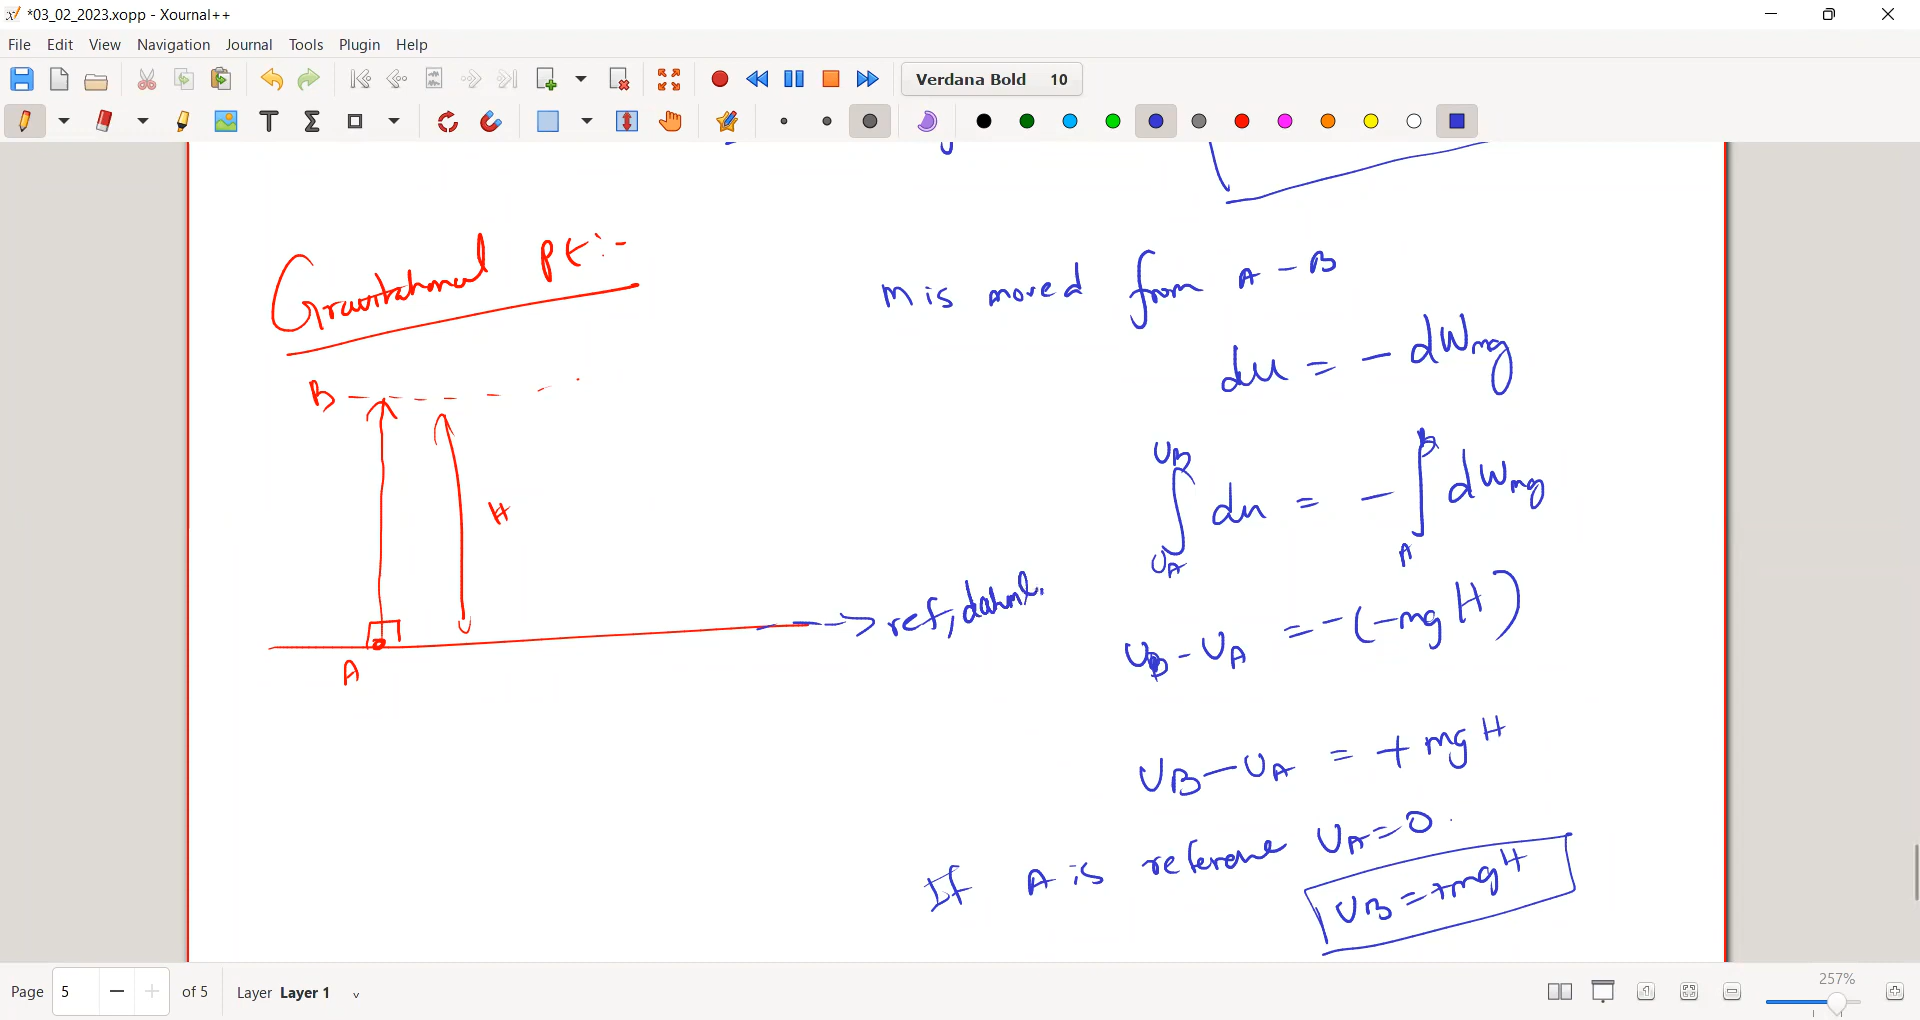 *03_02_2023.xopp - Xournal++
File Edit View Navigation Journal Tools Plugin Help
Verdana Bold 10
Gravitational PE :-
B
H
A
ref, datum.
m is moved from A - B
du = - dWmg
UB B
∫ du = - ∫ dWmg
UA A
UB - UA = - (-mg H)
UB - UA = + mg H
If A is reference UA = 0.
UB = +mgH
Page 5 of 5 Layer Layer 1
257%